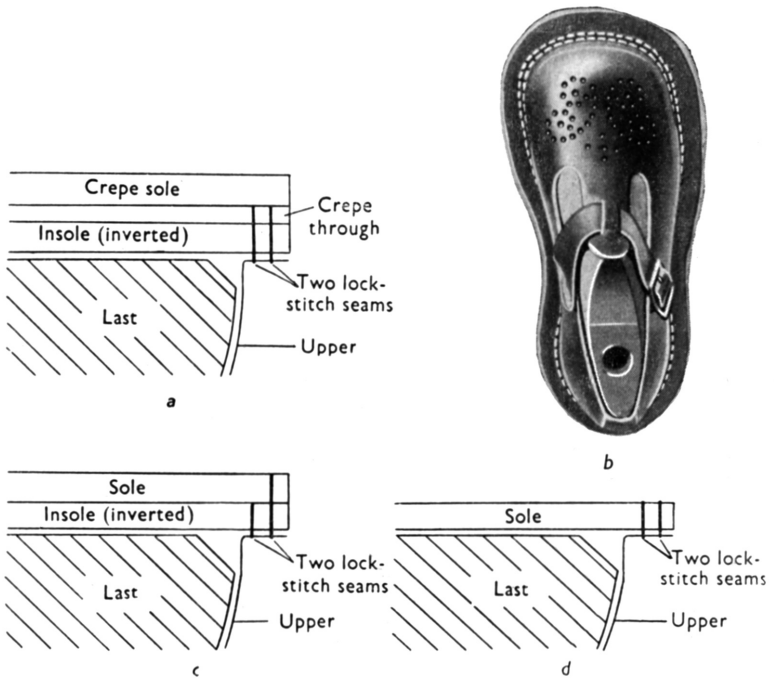 Crepe sole
Crepe
through
Insole (inverted)
Two lock-
stitch seams
Last
Upper
a
b
Sole
Insole (inverted)
Two lock-
stitch seams
Last
Upper
c
Sole
Two lock-
stitch seams
Last
Upper
d